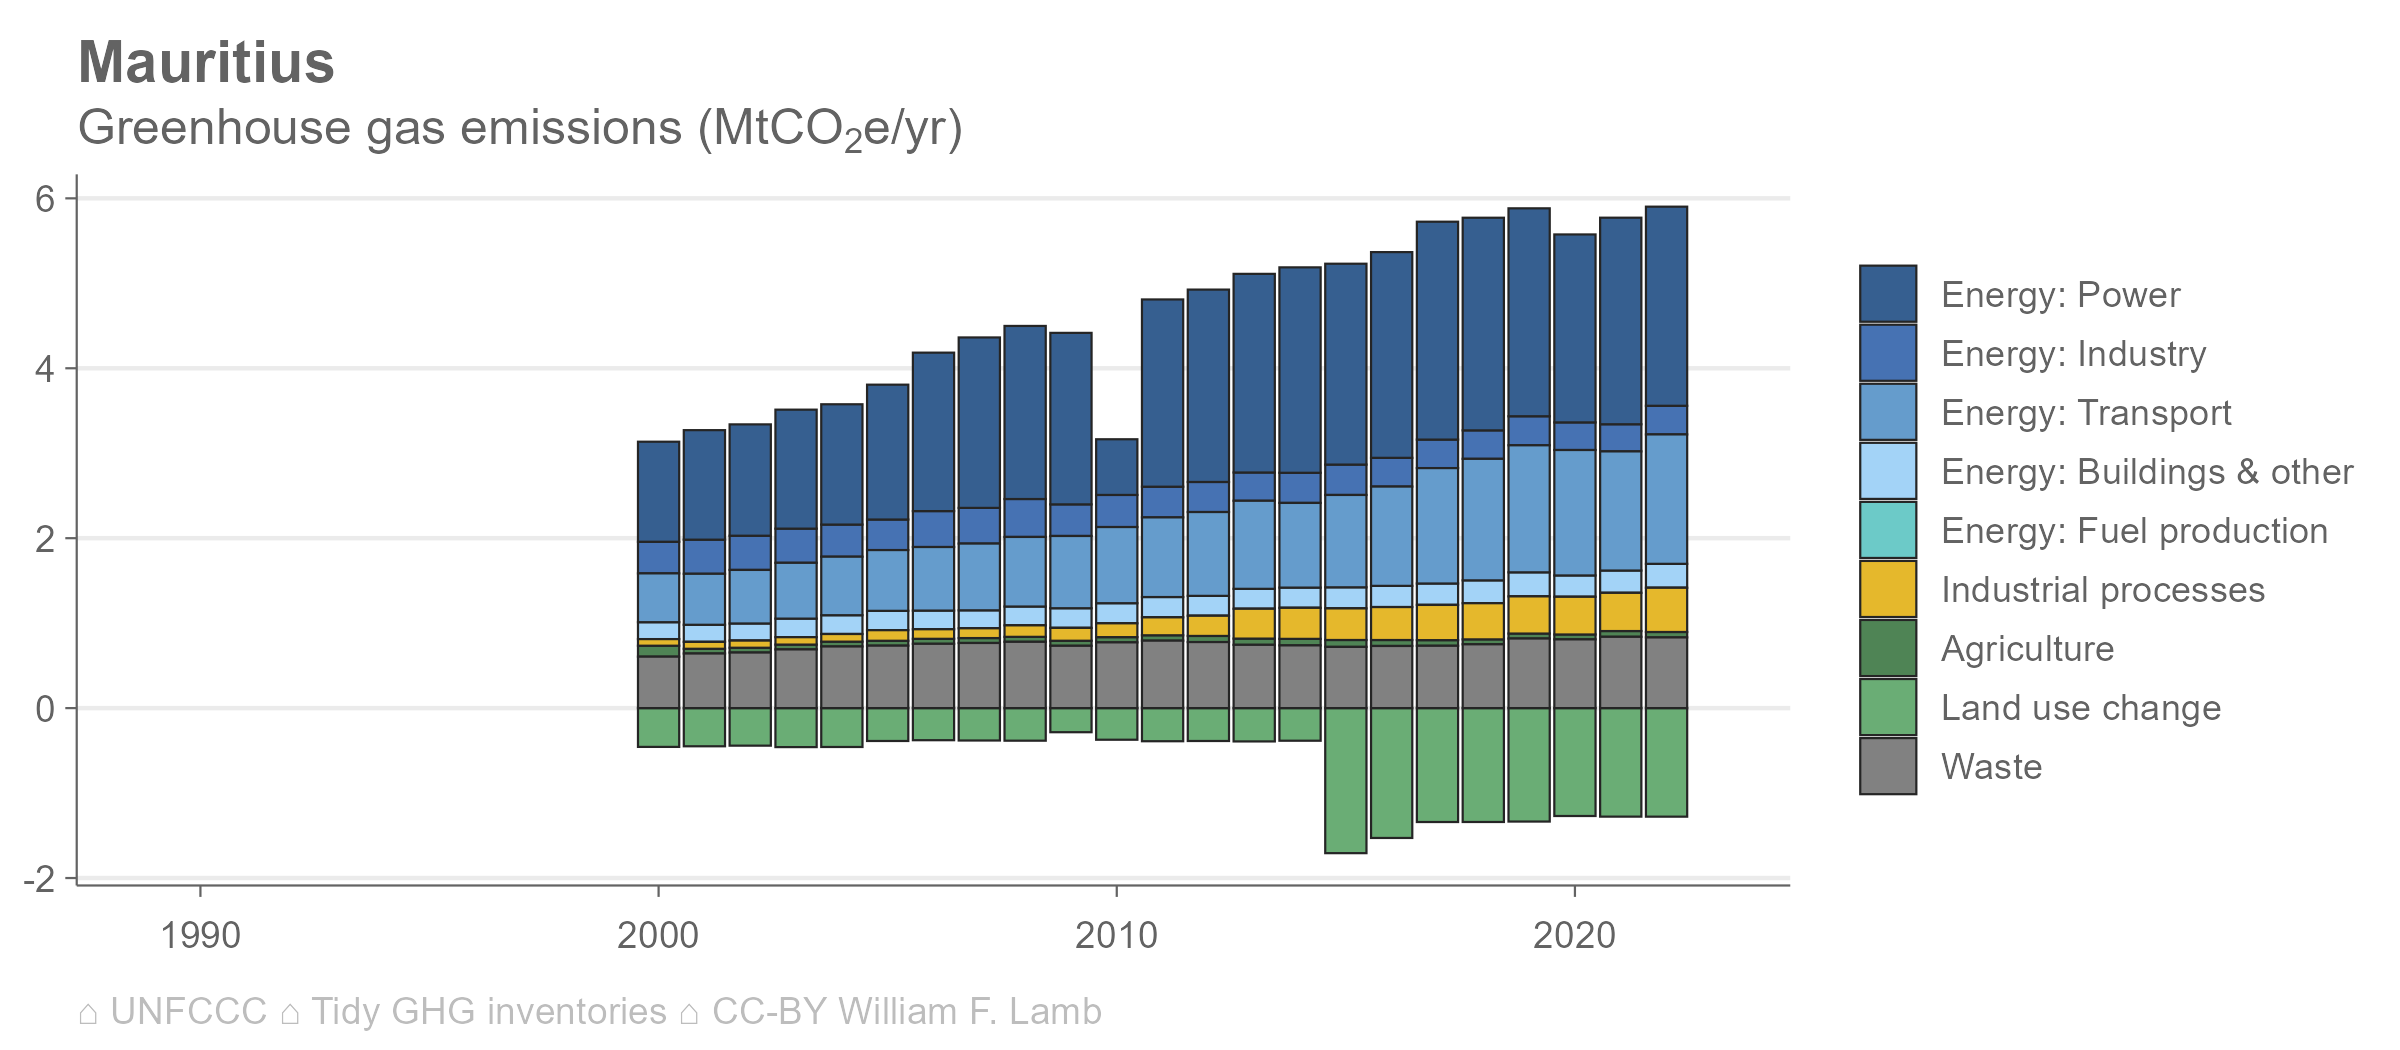 Mauritius
Greenhouse gas emissions (MtCO₂e/yr)
6
4
2
0
-2
1990 2000 2010 2020
Energy: Power
Energy: Industry
Energy: Transport
Energy: Buildings & other
Energy: Fuel production
Industrial processes
Agriculture
Land use change
Waste
⌂ UNFCCC ⌂ Tidy GHG inventories ⌂ CC-BY William F. Lamb